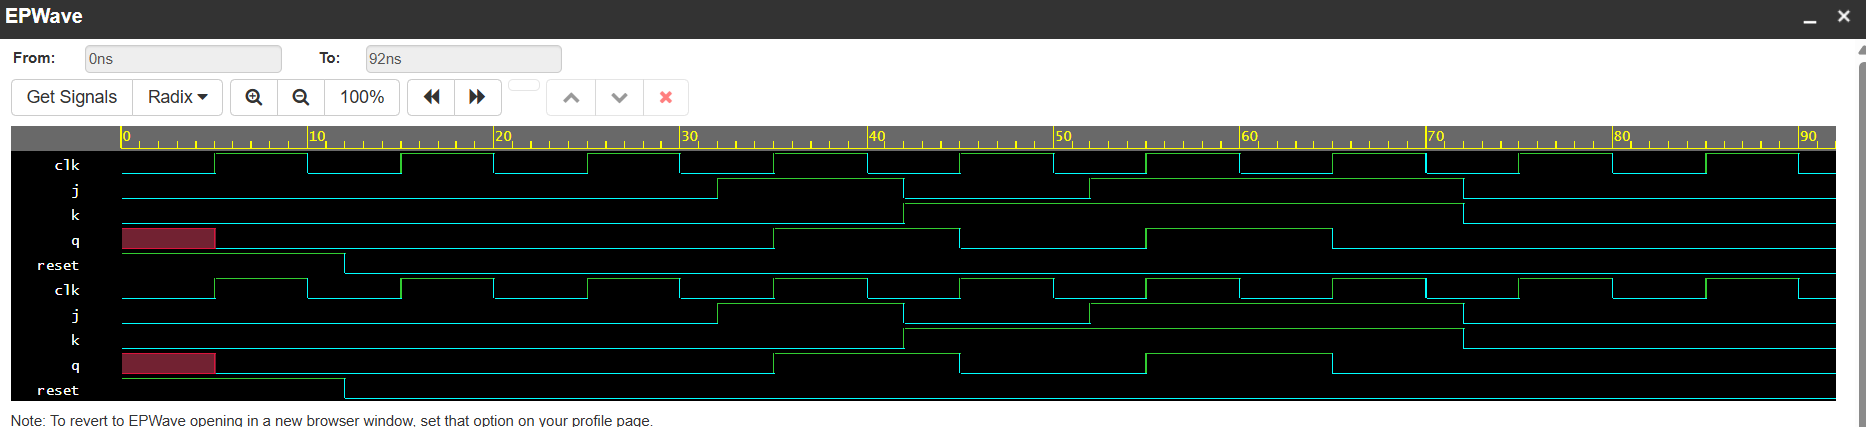 EPWave
From: 0ns To: 92ns
Get Signals Radix 100%
0 10 20 30 40 50 60 70 80 90
clk
j
k
q
reset
clk
j
k
q
reset
Note: To revert to EPWave opening in a new browser window, set that option on your profile page.